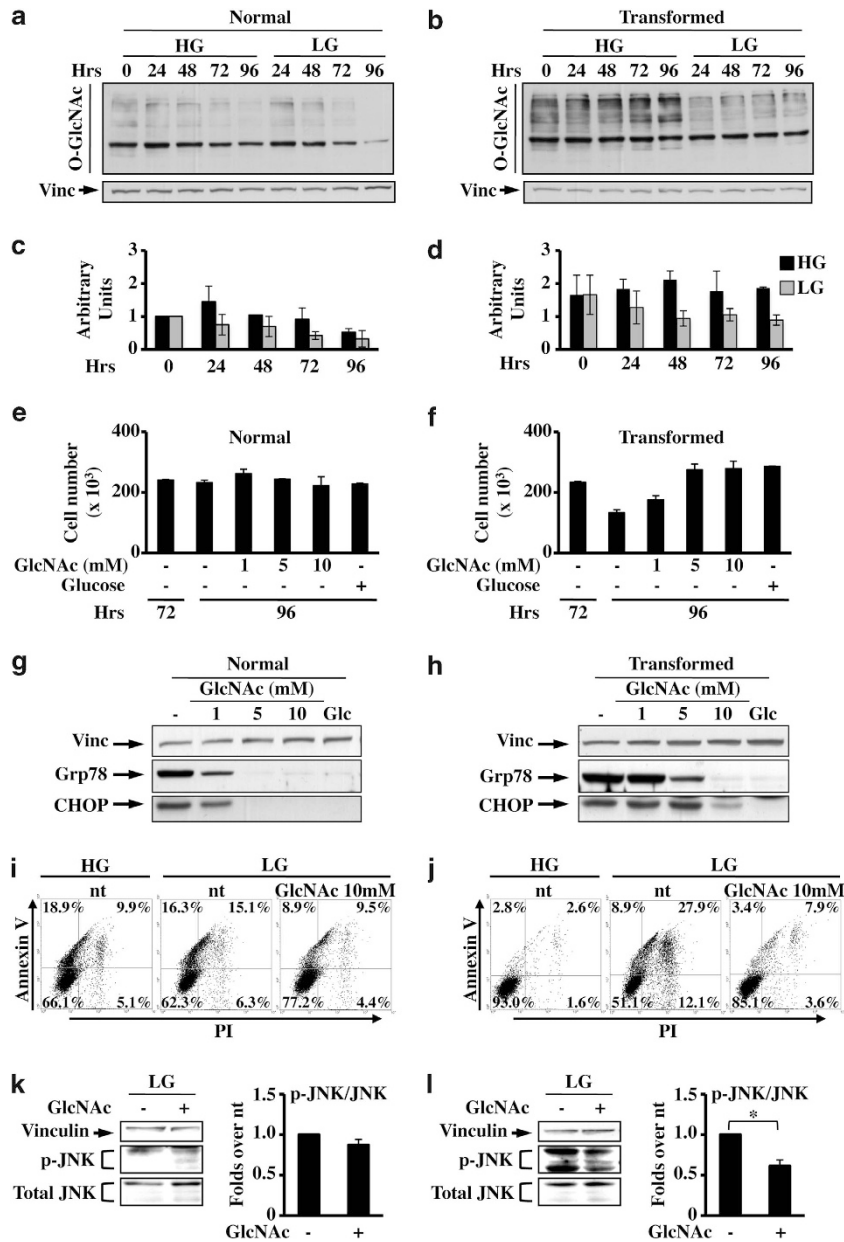 a
Normal
HG LG
Hrs 0 24 48 72 96 24 48 72 96
O-GlcNAc
Vinc
b
Transformed
HG LG
Hrs 0 24 48 72 96 24 48 72 96
O-GlcNAc
Vinc
c
Arbitrary
Units
3
2
1
0
Hrs 0 24 48 72 96
d
Arbitrary
Units
3
2
1
0
Hrs 0 24 48 72 96
HG
LG
e
Normal
Cell number
(x 10³)
400
200
0
GlcNAc (mM) - - 1 5 10 -
Glucose - - - - - +
Hrs 72 96
f
Transformed
Cell number
(x 10³)
400
200
0
GlcNAc (mM) - - 1 5 10 -
Glucose - - - - - +
Hrs 72 96
g
Normal
GlcNAc (mM)
- 1 5 10 Glc
Vinc
Grp78
CHOP
h
Transformed
GlcNAc (mM)
- 1 5 10 Glc
Vinc
Grp78
CHOP
i
HG LG
nt nt GlcNAc 10mM
18.9% 9.9% 16.3% 15.1% 8.9% 9.5%
66.1% 5.1% 62.3% 6.3% 77.2% 4.4%
Annexin V
PI
j
HG LG
nt nt GlcNAc 10mM
2.8% 2.6% 8.9% 27.9% 3.4% 7.9%
93.0% 1.6% 51.1% 12.1% 85.1% 3.6%
Annexin V
PI
k
LG
GlcNAc - +
Vinculin
p-JNK
Total JNK
p-JNK/JNK
Folds over nt
1.5
1.0
0.5
0
GlcNAc - +
l
LG
GlcNAc - +
Vinculin
p-JNK
Total JNK
p-JNK/JNK
*
Folds over nt
1.5
1.0
0.5
0
GlcNAc - +